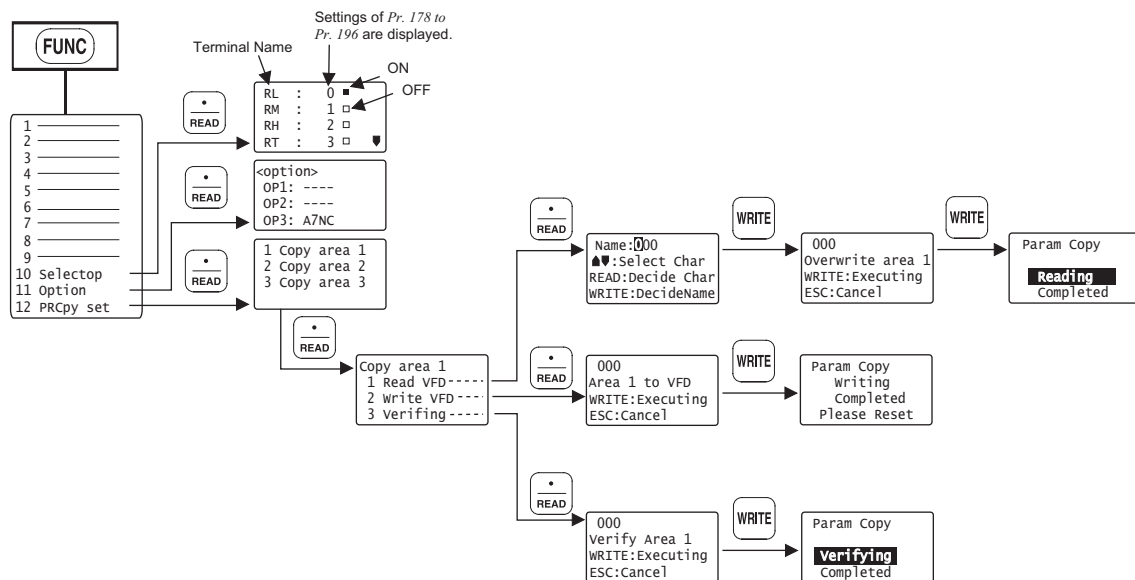 FUNC
1
2
3
4
5
6
7
8
9
10 Selectop
11 Option
12 PRCpy set
READ
READ
READ
Terminal Name
Settings of Pr. 178 to
Pr. 196 are displayed.
ON
OFF
RL : 0
RM : 1
RH : 2
RT : 3
<option>
OP1: ----
OP2: ----
OP3: A7NC
1 Copy area 1
2 Copy area 2
3 Copy area 3
READ
Copy area 1
1 Read VFD-----
2 Write VFD----
3 Verifing-----
READ
Name:000
:Select Char
READ:Decide Char
WRITE:DecideName
WRITE
000
Overwrite area 1
WRITE:Executing
ESC:Cancel
WRITE
Param Copy
Reading
Completed
READ
000
Area 1 to VFD
WRITE:Executing
ESC:Cancel
WRITE
Param Copy
Writing
Completed
Please Reset
READ
000
Verify Area 1
WRITE:Executing
ESC:Cancel
WRITE
Param Copy
Verifying
Completed